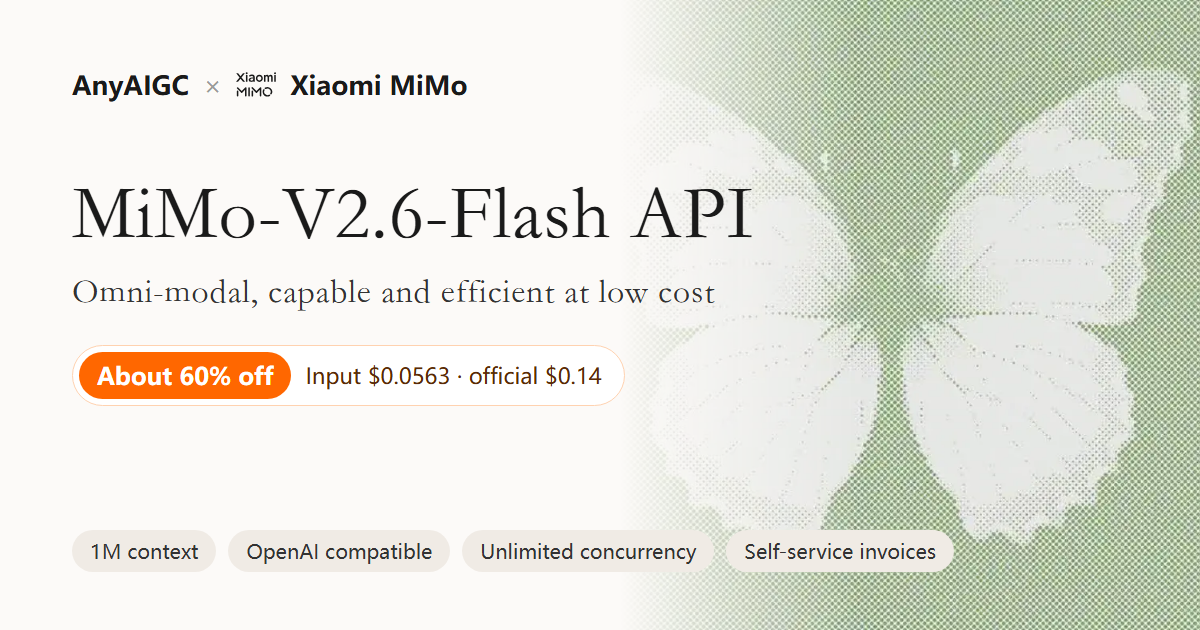 AnyAIGC × Xiaomi MiMo Xiaomi MiMo
MiMo-V2.6-Flash API
Omni-modal, capable and efficient at low cost
About 60% off Input $0.0563 · official $0.14
1M context OpenAI compatible Unlimited concurrency Self-service invoices